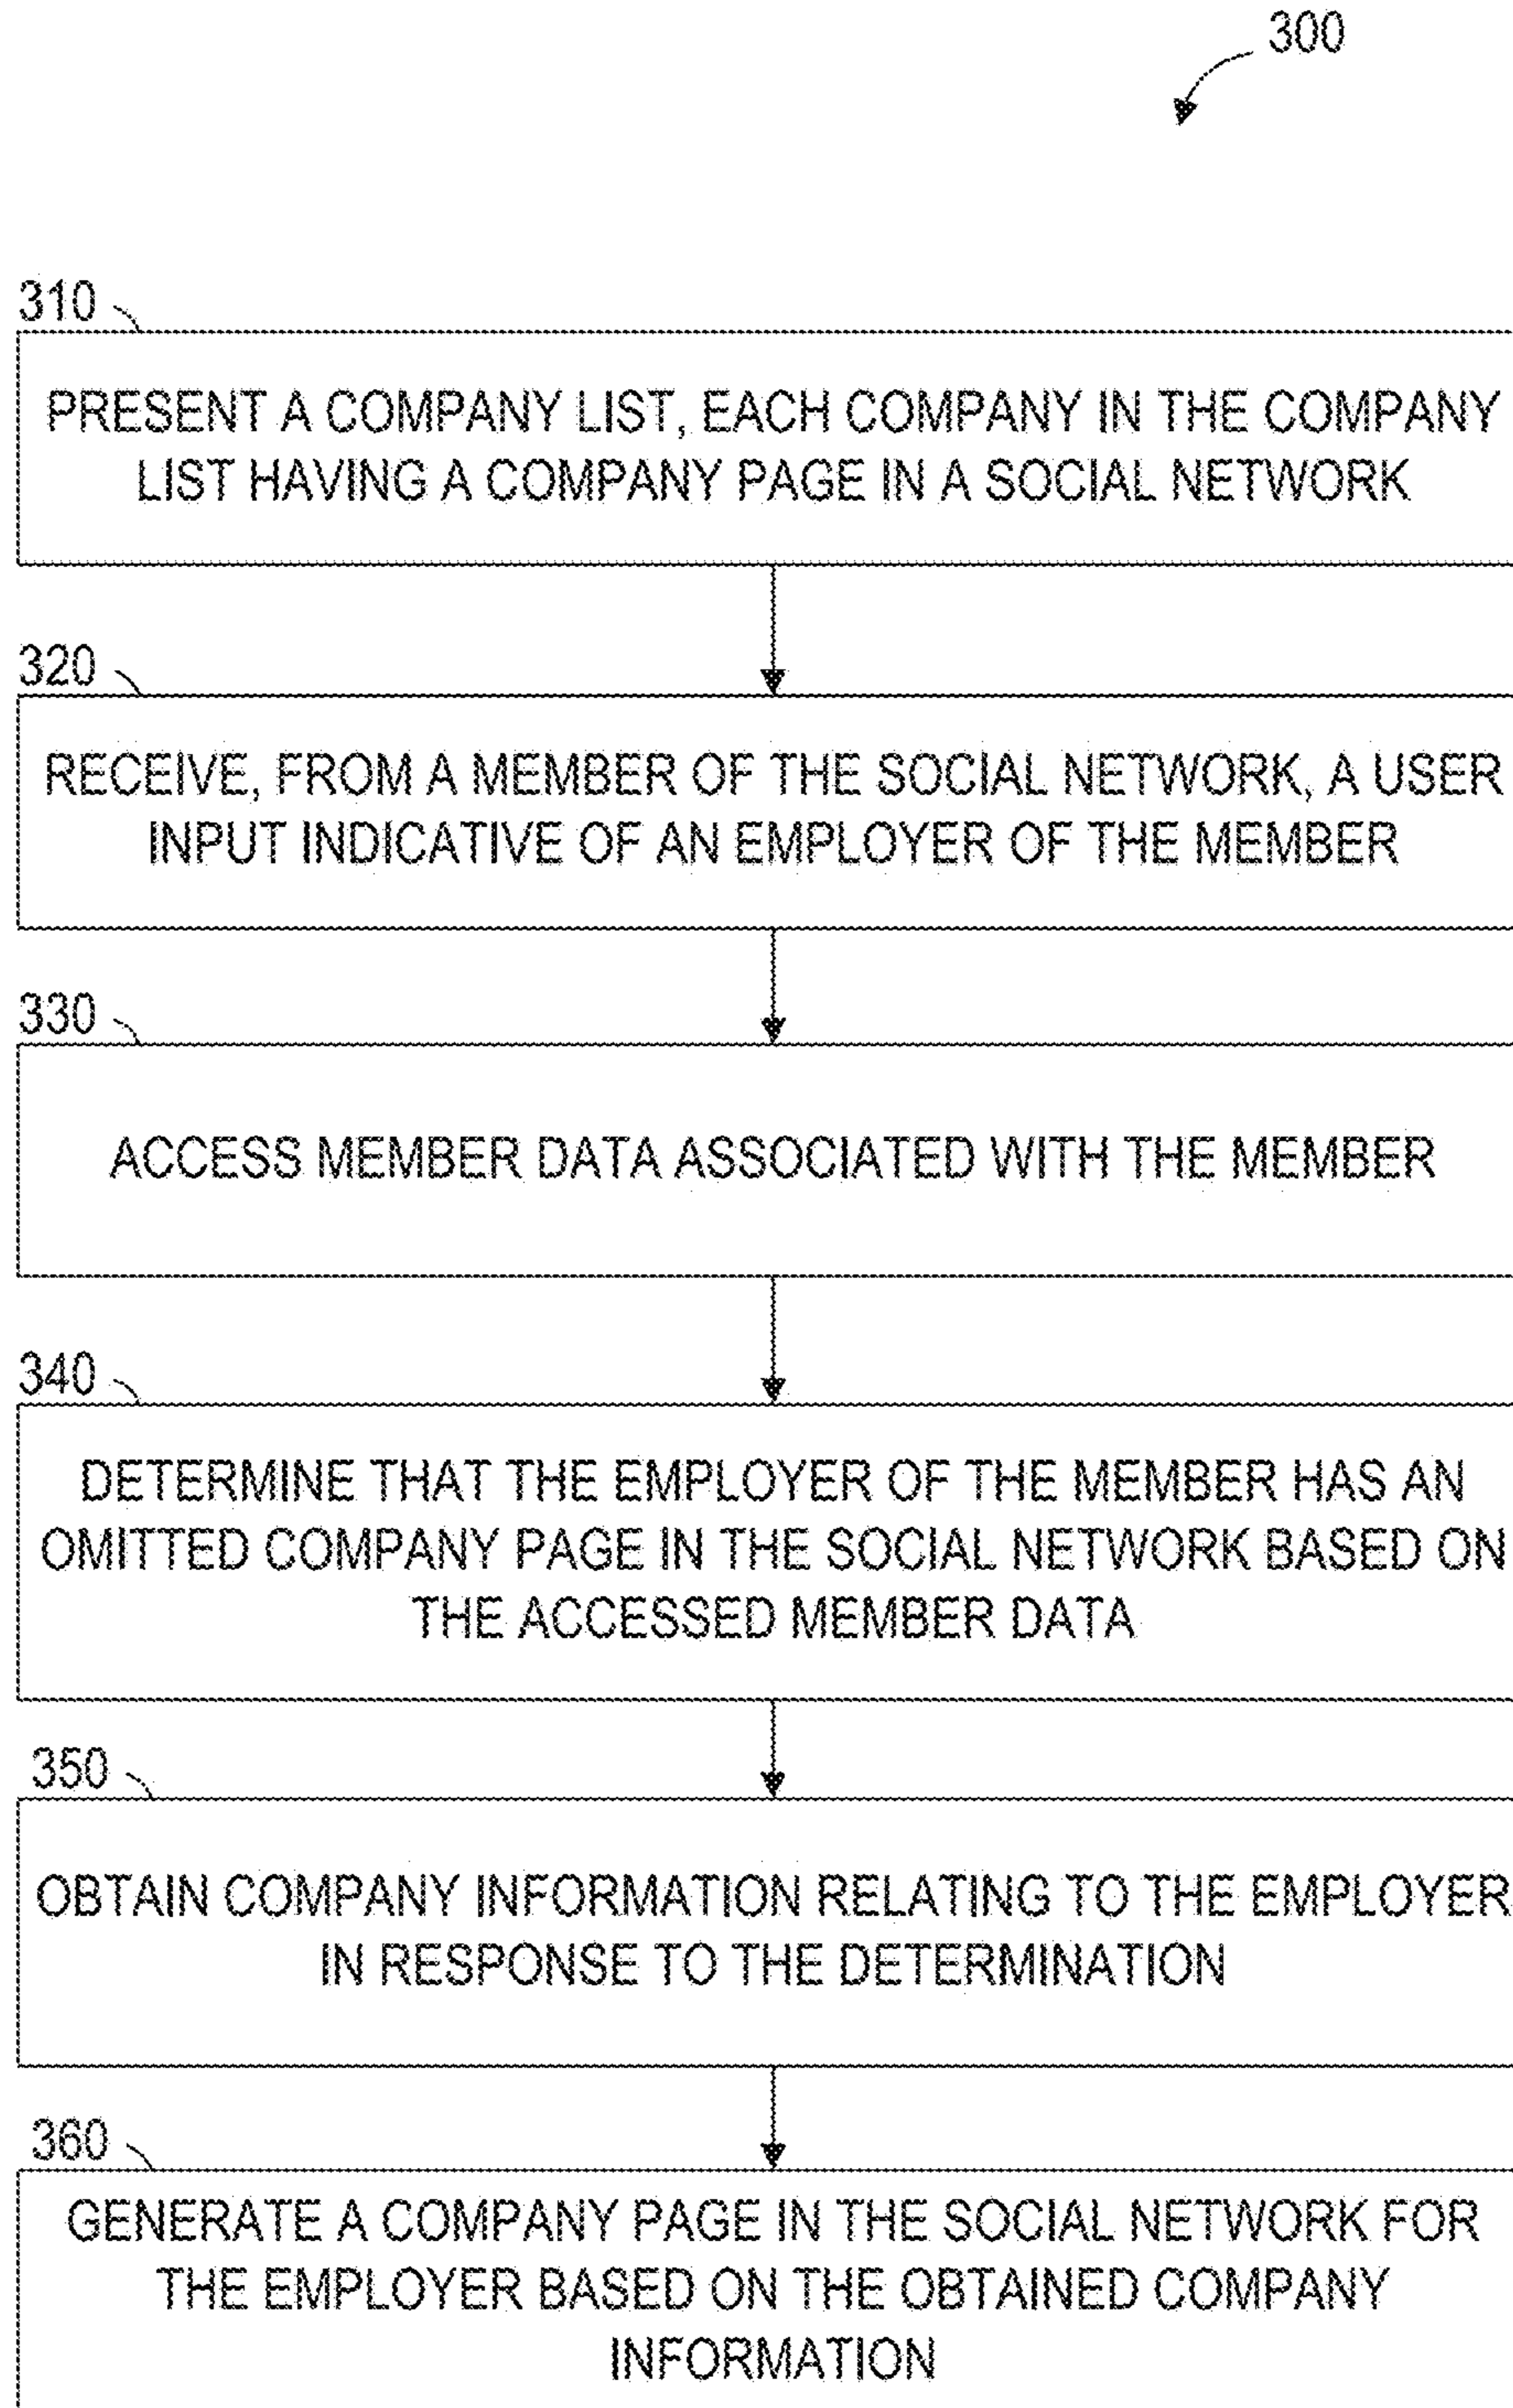 300
310
PRESENT A COMPANY LIST, EACH COMPANY IN THE COMPANY
LIST HAVING A COMPANY PAGE IN A SOCIAL NETWORK
320
RECEIVE, FROM A MEMBER OF THE SOCIAL NETWORK, A USER
INPUT INDICATIVE OF AN EMPLOYER OF THE MEMBER
330
ACCESS MEMBER DATA ASSOCIATED WITH THE MEMBER
340
DETERMINE THAT THE EMPLOYER OF THE MEMBER HAS AN
OMITTED COMPANY PAGE IN THE SOCIAL NETWORK BASED ON
THE ACCESSED MEMBER DATA
350
OBTAIN COMPANY INFORMATION RELATING TO THE EMPLOYER
IN RESPONSE TO THE DETERMINATION
360
GENERATE A COMPANY PAGE IN THE SOCIAL NETWORK FOR
THE EMPLOYER BASED ON THE OBTAINED COMPANY
INFORMATION